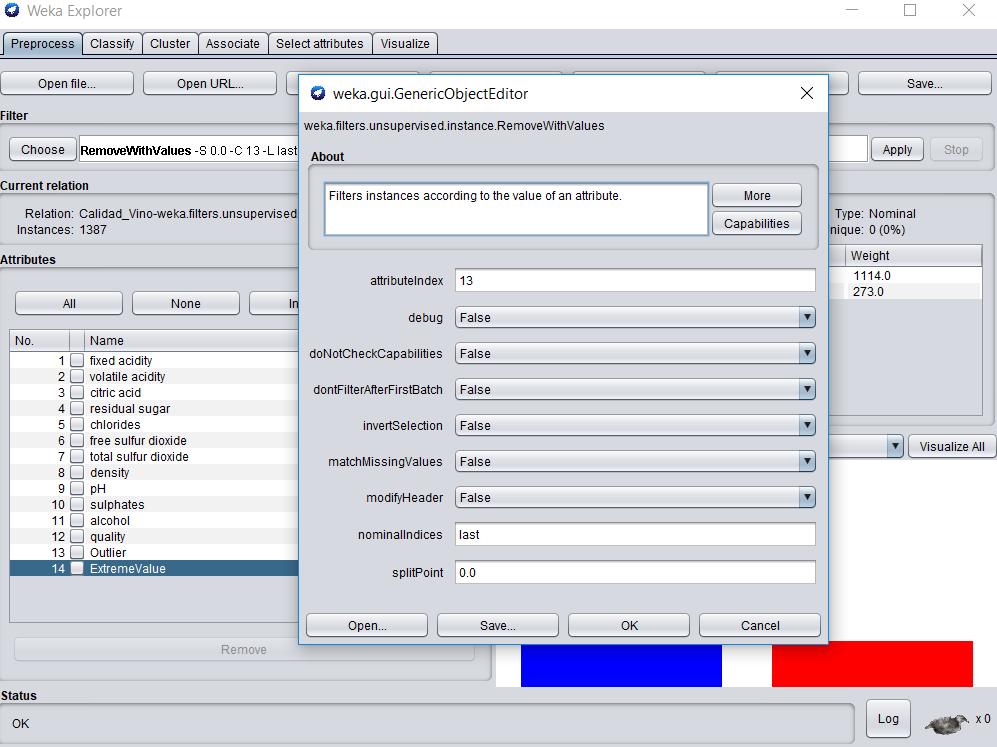 Weka Explorer
Preprocess Classify Cluster Associate Select attributes Visualize
Open file... Open URL... Save...
Filter
Choose RemoveWithValues -S 0.0 -C 13 -L last Apply Stop
Current relation
Relation: Calidad_Vino-weka.filters.unsupervised
Instances: 1387
Type: Nominal
nique: 0 (0%)
Attributes
All None In
No. Name
1 fixed acidity
2 volatile acidity
3 citric acid
4 residual sugar
5 chlorides
6 free sulfur dioxide
7 total sulfur dioxide
8 density
9 pH
10 sulphates
11 alcohol
12 quality
13 Outlier
14 ExtremeValue
Remove
Weight
1114.0
273.0
Visualize All
weka.gui.GenericObjectEditor
weka.filters.unsupervised.instance.RemoveWithValues
About
Filters instances according to the value of an attribute.
More
Capabilities
attributeIndex 13
debug False
doNotCheckCapabilities False
dontFilterAfterFirstBatch False
invertSelection False
matchMissingValues False
modifyHeader False
nominalIndices last
splitPoint 0.0
Open... Save... OK Cancel
Status
OK
Log x 0